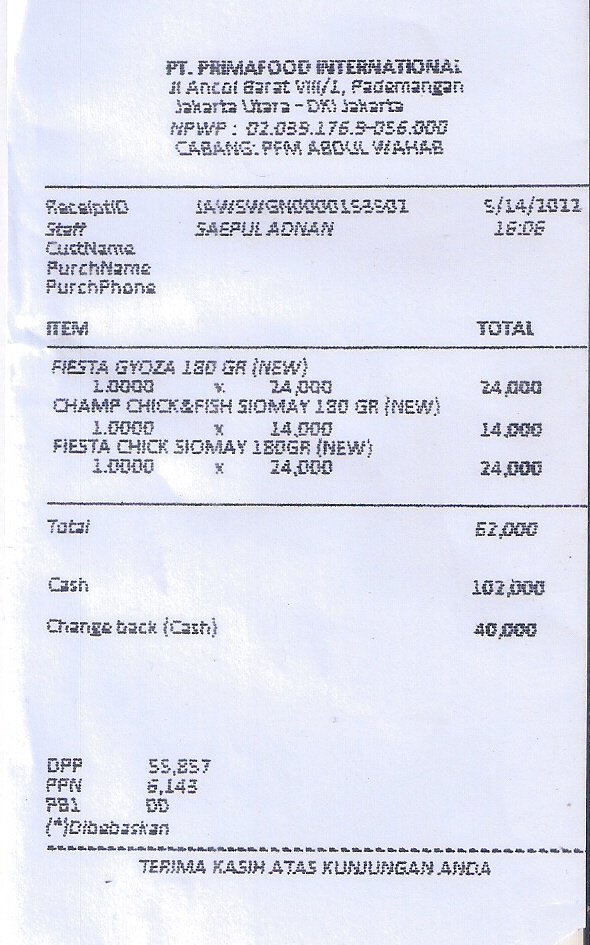 PT. PRIMAFOOD INTERNATIONAL
Jl Ancol Barat VIII/1, Pademangan
Jakarta Utara - DKI Jakarta
NPWP : 02.039.176.9-056.000
CABANG: PFM ABDUL WAHAB
ReceiptID 5/14/2022
Staff SAEPUL ADNAN 16:06
CustName
PurchName
PurchPhone
ITEM TOTAL
FIESTA GYOZA 180 GR (NEW)
1.0000 x 24,000 24,000
CHAMP CHICK&FISH SIOMAY 180 GR (NEW)
1.0000 x 14,000 14,000
FIESTA CHICK SIOMAY 180GR (NEW)
1.0000 x 24,000 24,000
Total 62,000
Cash 102,000
Change back (Cash) 40,000
DPP 55,857
PPN 6,143
PB1 00
(*)Dibebaskan
TERIMA KASIH ATAS KUNJUNGAN ANDA